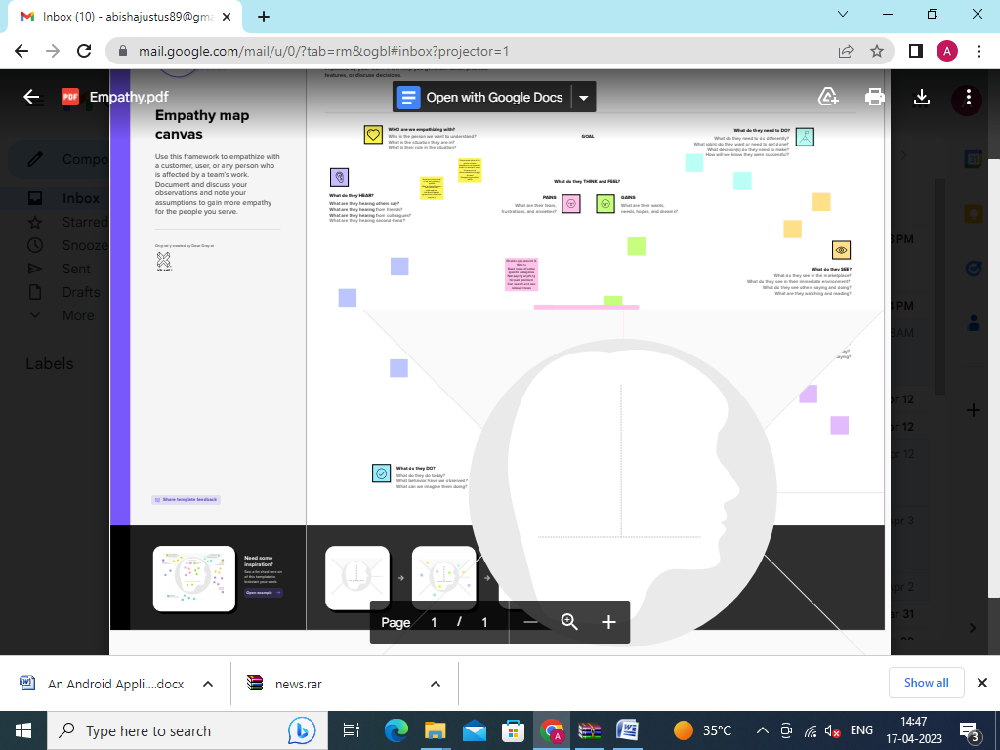 Inbox (10) - abishajustus89@gma
mail.google.com/mail/u/0/?tab=rm&ogbl#inbox?projector=1
A
features, or discuss decisions.
PDF
Empathy.pdf
Open with Google Docs
Compo
Inbox
Starred
Snooze
Sent
Drafts
More
Labels
Empathy map
canvas
Use this framework to empathize with
a customer, user, or any person who
is affected by a team's work.
Document and discuss your
observations and note your
assumptions to gain more empathy
for the people you serve.
Originally created by Dave Gray at
XPLANE
Share template feedback
WHO are we empathizing with?
Who is the person we want to understand?
What is the situation they are in?
What is their role in the situation?
GOAL
What do they need to DO?
What do they need to do differently?
What job(s) do they want or need to get done?
What decision(s) do they need to make?
How will we know they were successful?
What do they HEAR?
What are they hearing others say?
What are they hearing from friends?
What are they hearing from colleagues?
What are they hearing second-hand?
What do they THINK and FEEL?
PAINS
What are their fears,
frustrations, and anxieties?
GAINS
What are their wants,
needs, hopes, and dreams?
What do they SEE?
What do they see in the marketplace?
What do they see in their immediate environment?
What do they see others saying and doing?
What are they watching and reading?
What do they DO?
What do they do today?
What behavior have we observed?
What can we imagine them doing?
Need some
inspiration?
See a finished version
of this template to
kickstart your work.
Open example
3 PM
4 PM
AM
pr 12
pr 12
pr 12
pr 3
pr 2
ar 31
Page 1 / 1
An Android Appli....docx
news.rar
Show all
Type here to search
35°C
ENG
14:47
17-04-2023
3